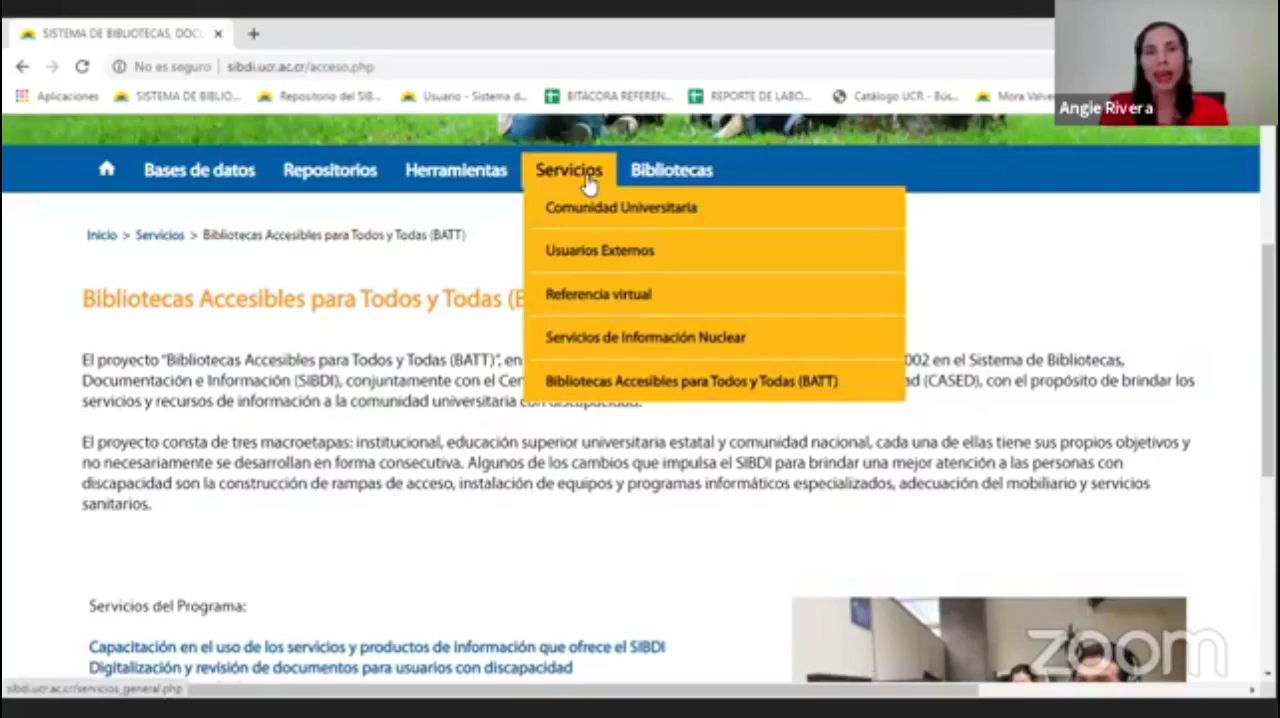 SISTEMA DE BIBLIOTECAS, DOC
No es seguro | sibdi.ucr.ac.cr/acceso.php
Aplicaciones SISTEMA DE BIBLIO... Repositorio del SIB... Usuario - Sistema d... BITÁCORA REFEREN... REPORTE DE LABO... Catálogo UCR - Bús... Mora Valve
Angie Rivera
Bases de datos Repositorios Herramientas Servicios Bibliotecas
Comunidad Universitaria
Usuarios Externos
Referencia virtual
Servicios de Información Nuclear
Bibliotecas Accesibles para Todos y Todas (BATT)
Inicio > Servicios > Bibliotecas Accesibles para Todos y Todas (BATT)
Bibliotecas Accesibles para Todos y Todas (
El proyecto "Bibliotecas Accesibles para Todos y Todas (BATT)", en 002 en el Sistema de Bibliotecas,
Documentación e Información (SIBDI), conjuntamente con el Cen ad (CASED), con el propósito de brindar los
servicios y recursos de información a la comunidad universitaria con discapacidad.
El proyecto consta de tres macroetapas: institucional, educación superior universitaria estatal y comunidad nacional, cada una de ellas tiene sus propios objetivos y
no necesariamente se desarrollan en forma consecutiva. Algunos de los cambios que impulsa el SIBDI para brindar una mejor atención a las personas con
discapacidad son la construcción de rampas de acceso, instalación de equipos y programas informáticos especializados, adecuación del mobiliario y servicios
sanitarios.
Servicios del Programa:
Capacitación en el uso de los servicios y productos de información que ofrece el SIBDI
Digitalización y revisión de documentos para usuarios con discapacidad
zoom
sibdi.ucr.ac.cr/servicios_general.php